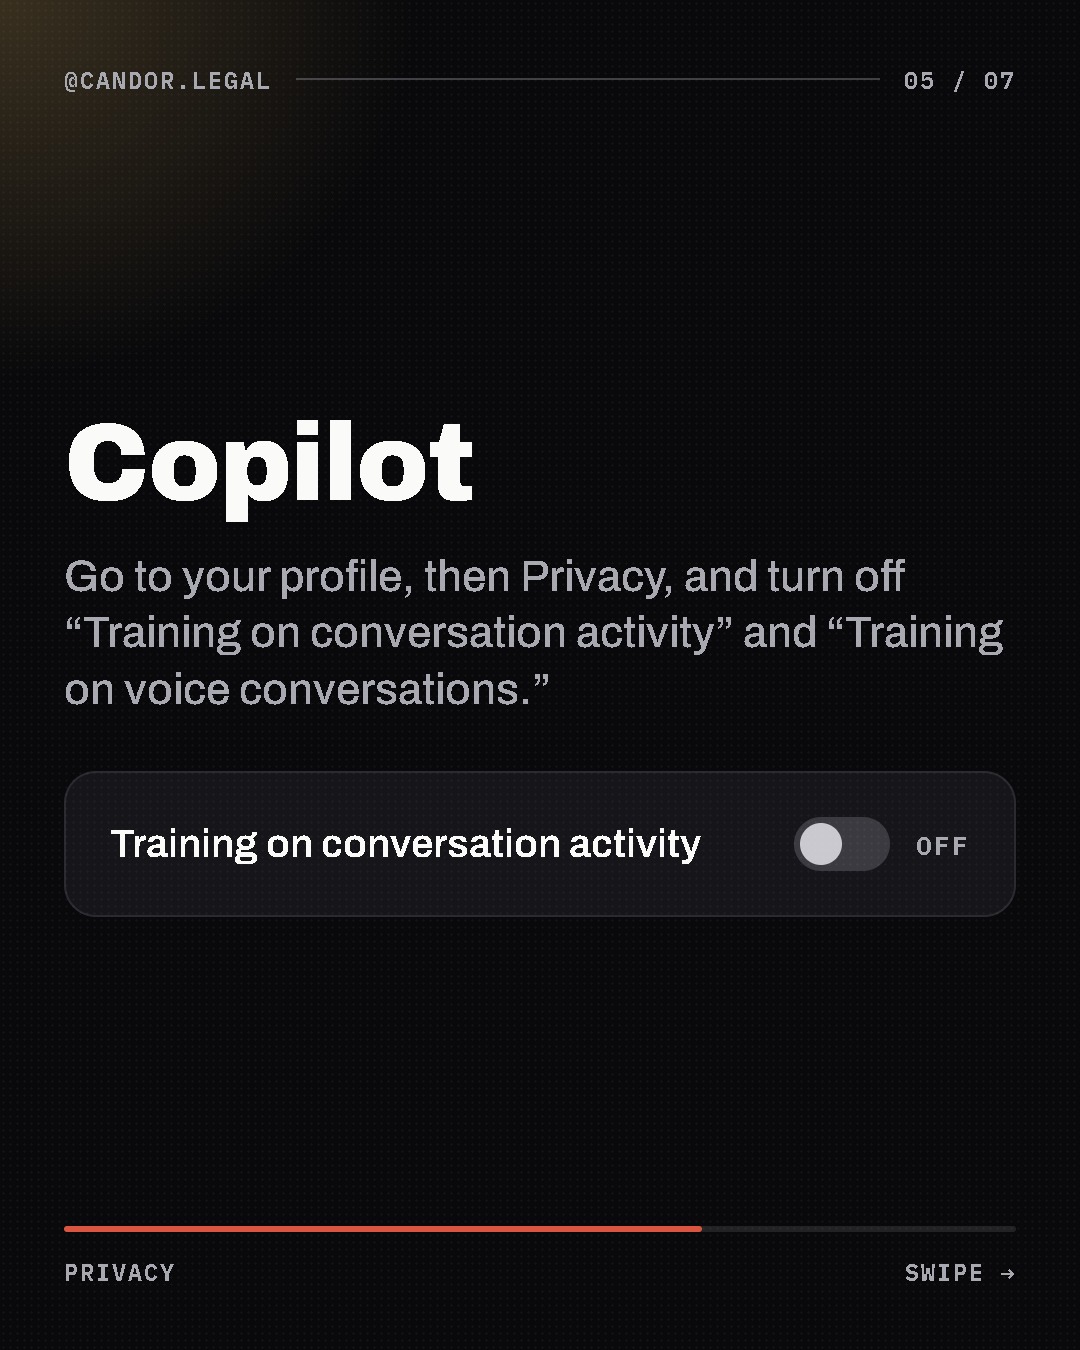 @CANDOR.LEGAL
05 / 07
Copilot
Go to your profile, then Privacy, and turn off
“Training on conversation activity” and “Training
on voice conversations.”
Training on conversation activity
OFF
PRIVACY
SWIPE →